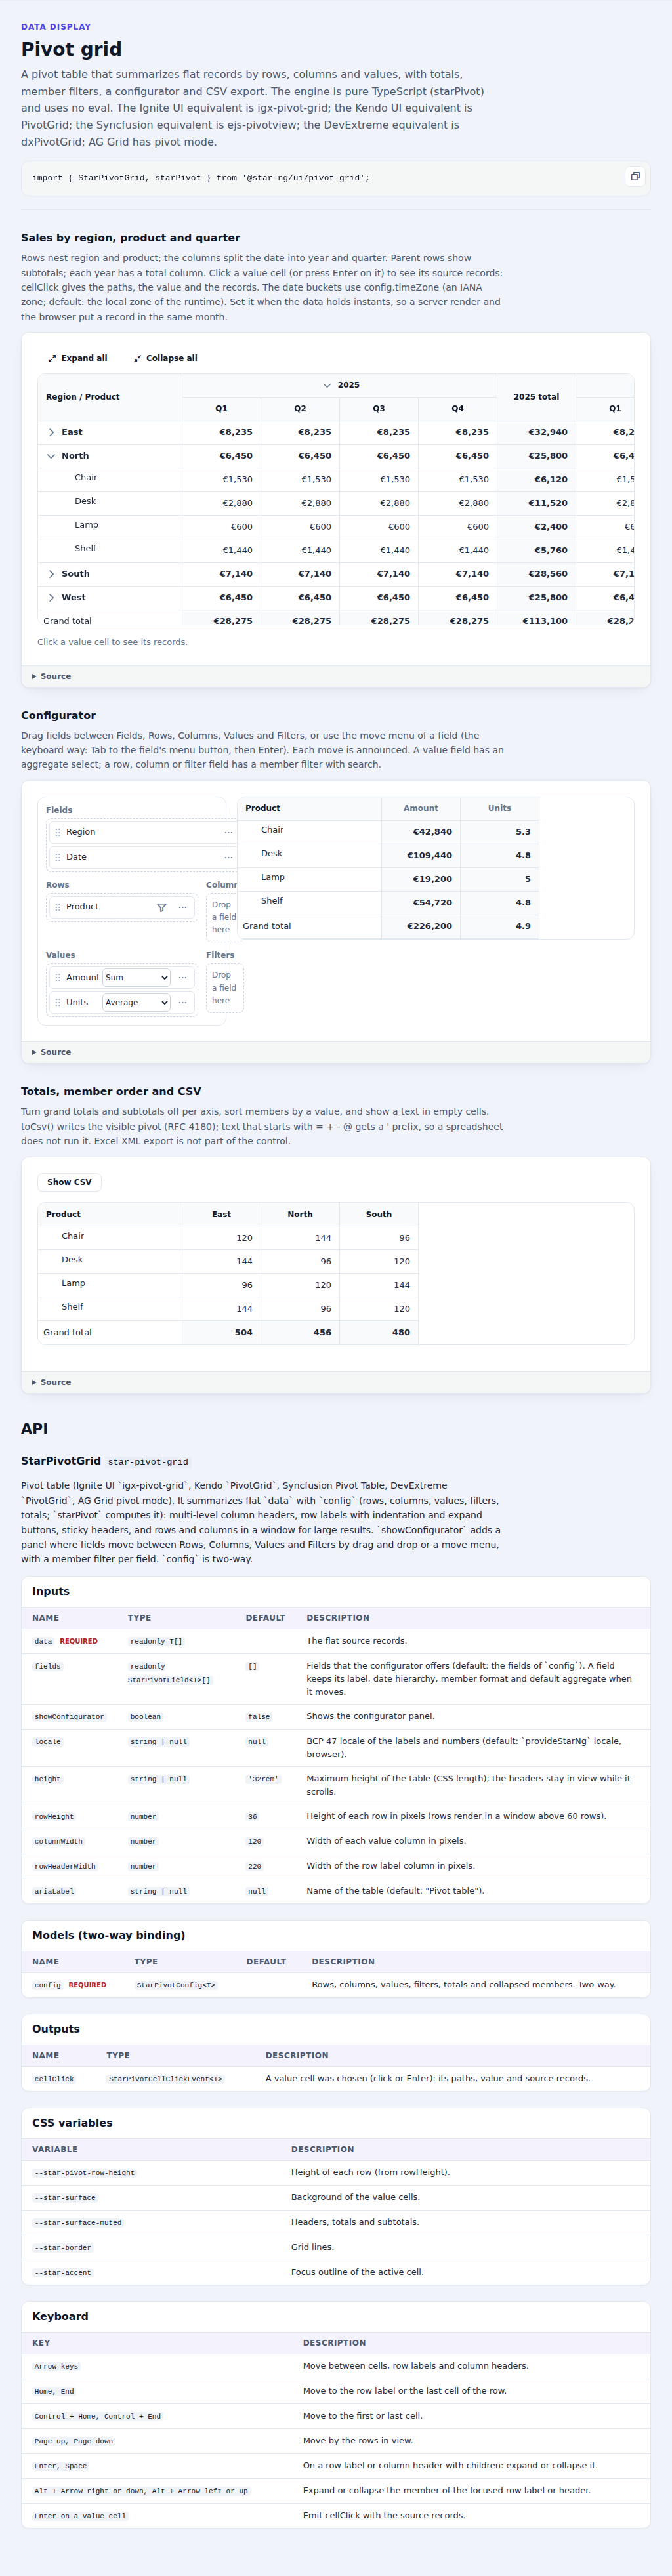 DATA DISPLAY
Pivot grid
A pivot table that summarizes flat records by rows, columns and values, with totals,
member filters, a configurator and CSV export. The engine is pure TypeScript (starPivot)
and uses no eval. The Ignite UI equivalent is igx-pivot-grid; the Kendo UI equivalent is
PivotGrid; the Syncfusion equivalent is ejs-pivotview; the DevExtreme equivalent is
dxPivotGrid; AG Grid has pivot mode.
import { StarPivotGrid, starPivot } from '@star-ng/ui/pivot-grid';
Sales by region, product and quarter
Rows nest region and product; the columns split the date into year and quarter. Parent rows show
subtotals; each year has a total column. Click a value cell (or press Enter on it) to see its source records:
cellClick gives the paths, the value and the records. The date buckets use config.timeZone (an IANA
zone; default: the local zone of the runtime). Set it when the data holds instants, so a server render and
the browser put a record in the same month.
Expand all Collapse all
Region / Product 2025 2025 total
Q1 Q2 Q3 Q4 Q1
East €8,235 €8,235 €8,235 €8,235 €32,940 €8,2
North €6,450 €6,450 €6,450 €6,450 €25,800 €6,4
Chair €1,530 €1,530 €1,530 €1,530 €6,120 €1,5
Desk €2,880 €2,880 €2,880 €2,880 €11,520 €2,8
Lamp €600 €600 €600 €600 €2,400 €6
Shelf €1,440 €1,440 €1,440 €1,440 €5,760 €1,4
South €7,140 €7,140 €7,140 €7,140 €28,560 €7,1
West €6,450 €6,450 €6,450 €6,450 €25,800 €6,4
Grand total €28,275 €28,275 €28,275 €28,275 €113,100 €28,2
Click a value cell to see its records.
Source
Configurator
Drag fields between Fields, Rows, Columns, Values and Filters, or use the move menu of a field (the
keyboard way: Tab to the field's menu button, then Enter). Each move is announced. A value field has an
aggregate select; a row, column or filter field has a member filter with search.
Fields
Region
Date
Rows
Product
Colum
Drop
a field
here
Values
Amount Sum
Units Average
Filters
Drop
a field
here
Product Amount Units
Chair €42,840 5.3
Desk €109,440 4.8
Lamp €19,200 5
Shelf €54,720 4.8
Grand total €226,200 4.9
Source
Totals, member order and CSV
Turn grand totals and subtotals off per axis, sort members by a value, and show a text in empty cells.
toCsv() writes the visible pivot (RFC 4180); text that starts with = + - @ gets a ' prefix, so a spreadsheet
does not run it. Excel XML export is not part of the control.
Show CSV
Product East North South
Chair 120 144 96
Desk 144 96 120
Lamp 96 120 144
Shelf 144 96 120
Grand total 504 456 480
Source
API
StarPivotGrid star-pivot-grid
Pivot table (Ignite UI `igx-pivot-grid`, Kendo `PivotGrid`, Syncfusion Pivot Table, DevExtreme
`PivotGrid`, AG Grid pivot mode). It summarizes flat `data` with `config` (rows, columns, values, filters,
totals; `starPivot` computes it): multi-level column headers, row labels with indentation and expand
buttons, sticky headers, and rows and columns in a window for large results. `showConfigurator` adds a
panel where fields move between Rows, Columns, Values and Filters by drag and drop or a move menu,
with a member filter per field. `config` is two-way.
Inputs
NAME TYPE DEFAULT DESCRIPTION
data REQUIRED readonly T[] The flat source records.
fields readonly StarPivotField<T>[] [] Fields that the configurator offers (default: the fields of `config`). A field
keeps its label, date hierarchy, member format and default aggregate when
it moves.
showConfigurator boolean false Shows the configurator panel.
locale string | null null BCP 47 locale of the labels and numbers (default: `provideStarNg` locale,
browser).
height string | null '32rem' Maximum height of the table (CSS length); the headers stay in view while it
scrolls.
rowHeight number 36 Height of each row in pixels (rows render in a window above 60 rows).
columnWidth number 120 Width of each value column in pixels.
rowHeaderWidth number 220 Width of the row label column in pixels.
ariaLabel string | null null Name of the table (default: "Pivot table").
Models (two-way binding)
NAME TYPE DEFAULT DESCRIPTION
config REQUIRED StarPivotConfig<T> Rows, columns, values, filters, totals and collapsed members. Two-way.
Outputs
NAME TYPE DESCRIPTION
cellClick StarPivotCellClickEvent<T> A value cell was chosen (click or Enter): its paths, value and source records.
CSS variables
VARIABLE DESCRIPTION
--star-pivot-row-height Height of each row (from rowHeight).
--star-surface Background of the value cells.
--star-surface-muted Headers, totals and subtotals.
--star-border Grid lines.
--star-accent Focus outline of the active cell.
Keyboard
KEY DESCRIPTION
Arrow keys Move between cells, row labels and column headers.
Home, End Move to the row label or the last cell of the row.
Control + Home, Control + End Move to the first or last cell.
Page up, Page down Move by the rows in view.
Enter, Space On a row label or column header with children: expand or collapse it.
Alt + Arrow right or down, Alt + Arrow left or up Expand or collapse the member of the focused row label or header.
Enter on a value cell Emit cellClick with the source records.